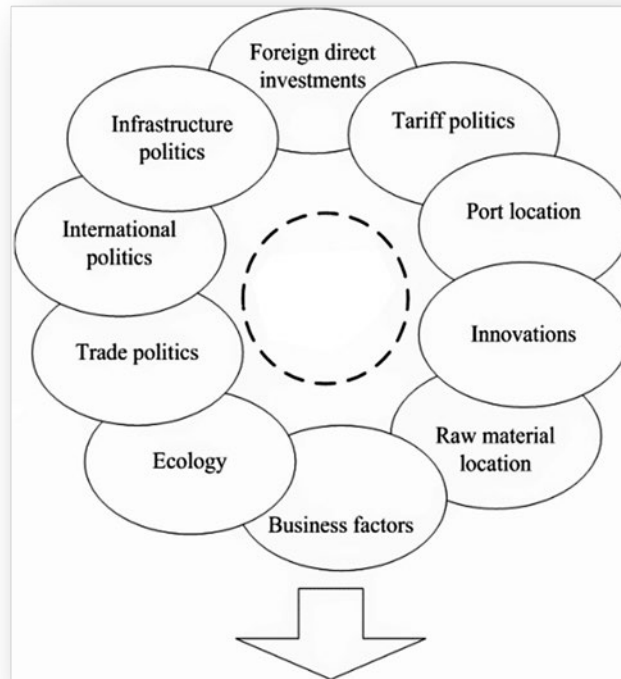 Foreign direct
investments
Tariff politics
Infrastructure
politics
Port location
International
politics
Innovations
Trade politics
Raw material
location
Ecology
Business factors